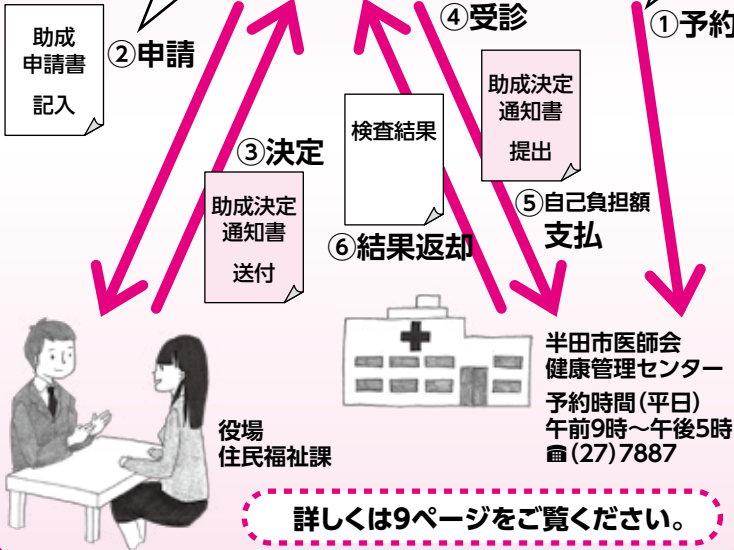 助成
申請書
記入
②申請
④受診
①予約
助成決定
通知書
提出
検査結果
③決定
助成決定
通知書
送付
⑤自己負担額
支払
⑥結果返却
半田市医師会
健康管理センター
予約時間(平日)
午前9時〜午後5時
☎(27)7887
役場
住民福祉課
詳しくは9ページをご覧ください。